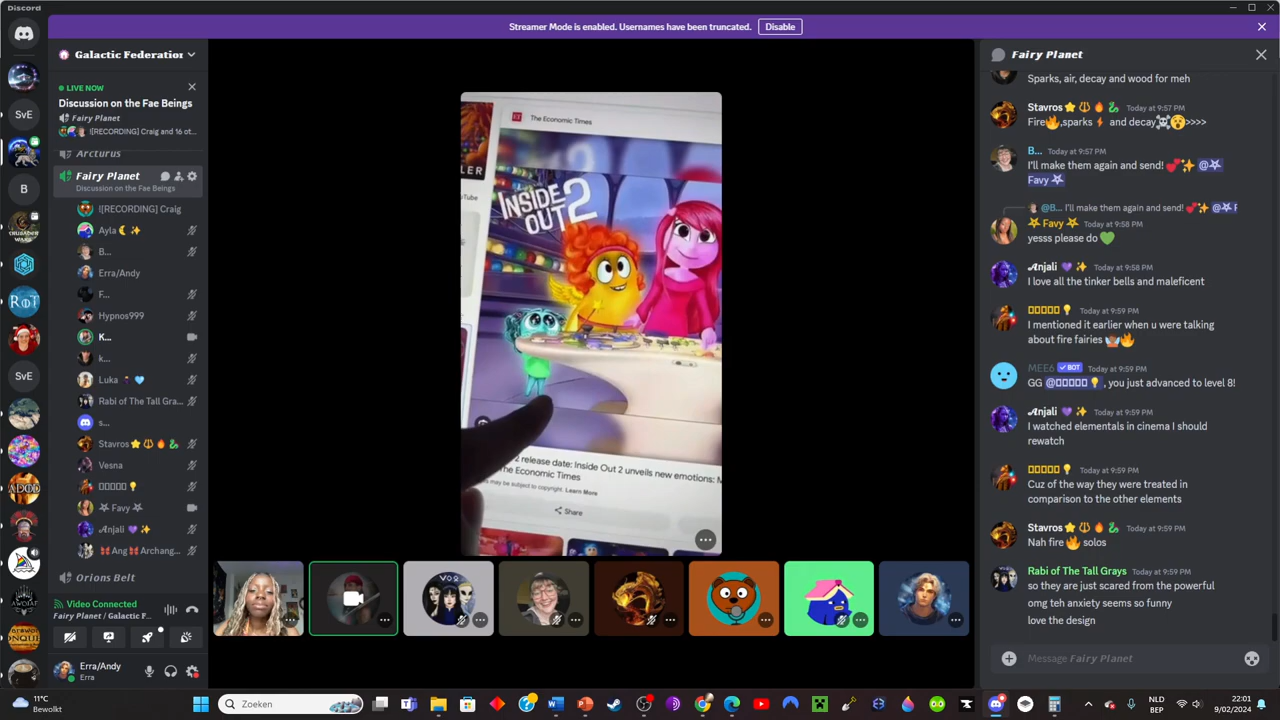 Discord
Streamer Mode is enabled. Usernames have been truncated.
Disable
Galactic Federation
LIVE NOW
Discussion on the Fae Beings
Fairy Planet
![RECORDING] Craig and 16 ot...
Arcturus
Fairy Planet
Discussion on the Fae Beings
![RECORDING] Craig
Ayla🌜✨
B...
Erra/Andy
F...
Hypnos999
K...
k...
Luka
Rabi of The Tall Gra...
s...
Stavros⭐🔱🔥🐍
Vesna
💡
Favy
Anjali 💜✨
Ang Archang...
Orions Belt
Video Connected
Fairy Planet / Galactic F...
Erra/Andy
Erra
SvE
B
RoT
SvE
The Economic Times
INSIDE
OUT 2
2 release date: Inside Out 2 unveils new emotions:
The Economic Times
may be subject to copyright. Learn More
Share
Fairy Planet
Sparks, air, decay and wood for meh
Stavros⭐🔱🔥🐍 Today at 9:57 PM
Fire🔥,sparks⚡ and decay☠😮>>>>
B... Today at 9:57 PM
I'll make them again and send! 💕✨ @
Favy
@B... I'll make them again and send! 💕✨ @ F
Favy Today at 9:58 PM
yesss please do 💚
Anjali 💜✨ Today at 9:58 PM
I love all the tinker bells and maleficent
💡 Today at 9:59 PM
I mentioned it earlier when u were talking
about fire fairies 🔥
MEE6 ✓BOT Today at 9:59 PM
GG @ 💡, you just advanced to level 8!
Anjali 💜✨ Today at 9:59 PM
I watched elementals in cinema I should
rewatch
💡 Today at 9:59 PM
Cuz of the way they were treated in
comparison to the other elements
Stavros⭐🔱🔥🐍 Today at 9:59 PM
Nah fire🔥 solos
Rabi of The Tall Grays Today at 9:59 PM
so they are just scared from the powerful
omg teh anxiety seems so funny
love the design
Message Fairy Planet
11°C
Bewolkt
Zoeken
NLD
BEP
22:01
9/02/2024